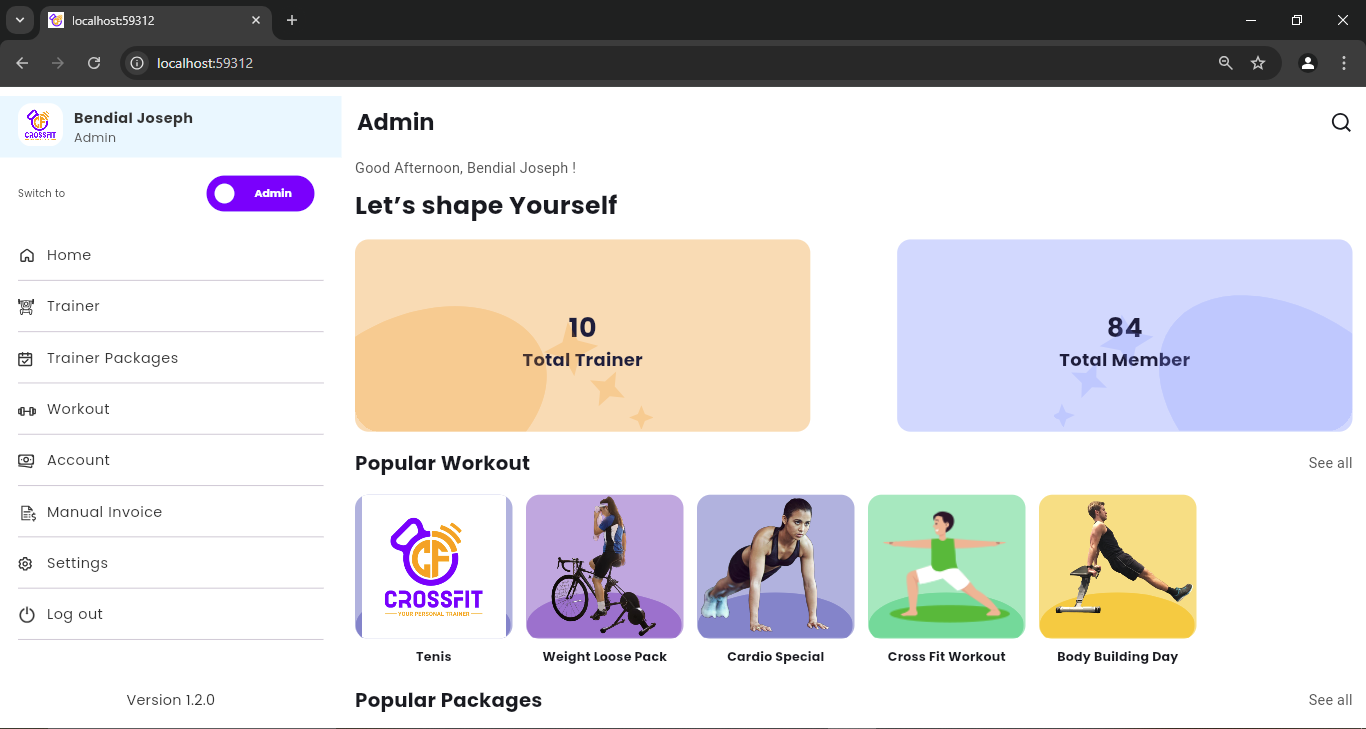 localhost:59312
localhost:59312
CROSSFIT
Bendial Joseph
Admin
Switch to
Admin
Home
Trainer
Trainer Packages
Workout
Account
Manual Invoice
Settings
Log out
Version 1.2.0
Admin
Good Afternoon, Bendial Joseph !
Let’s shape Yourself
10
Total Trainer
84
Total Member
Popular Workout
See all
CF
CROSSFIT
YOUR PERSONAL TRAINER
Tenis
Weight Loose Pack
Cardio Special
Cross Fit Workout
Body Building Day
Popular Packages
See all